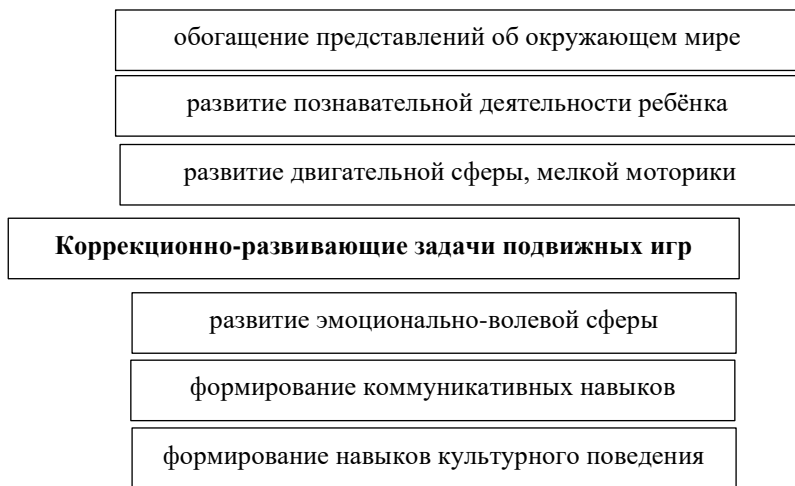 обогащение представлений об окружающем мире
развитие познавательной деятельности ребёнка
развитие двигательной сферы, мелкой моторики
Коррекционно-развивающие задачи подвижных игр
развитие эмоционально-волевой сферы
формирование коммуникативных навыков
формирование навыков культурного поведения